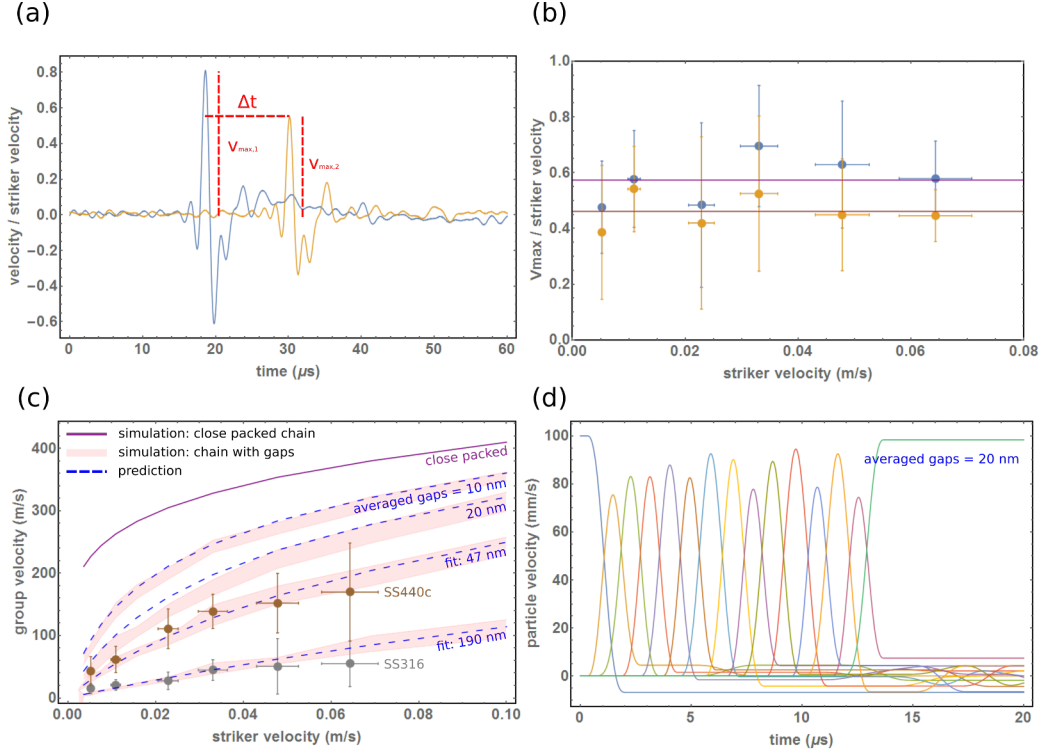 (a)
velocity / striker velocity
0.8
0.6
0.4
0.2
0.0
−0.2
−0.4
−0.6
Δt
Vmax,1
Vmax,2
0
10
20
30
40
50
60
time (μs)
(b)
Vmax / striker velocity
1.0
0.8
0.6
0.4
0.2
0.0
0.00
0.02
0.04
0.06
0.08
striker velocity (m/s)
(c)
group velocity (m/s)
400
300
200
100
0
simulation: close packed chain
simulation: chain with gaps
prediction
close packed
averaged gaps = 10 nm
20 nm
fit: 47 nm
SS440c
fit: 190 nm
SS316
0.00
0.02
0.04
0.06
0.08
0.10
striker velocity (m/s)
(d)
particle velocity (mm/s)
100
80
60
40
20
0
averaged gaps = 20 nm
0
5
10
15
20
time (μs)